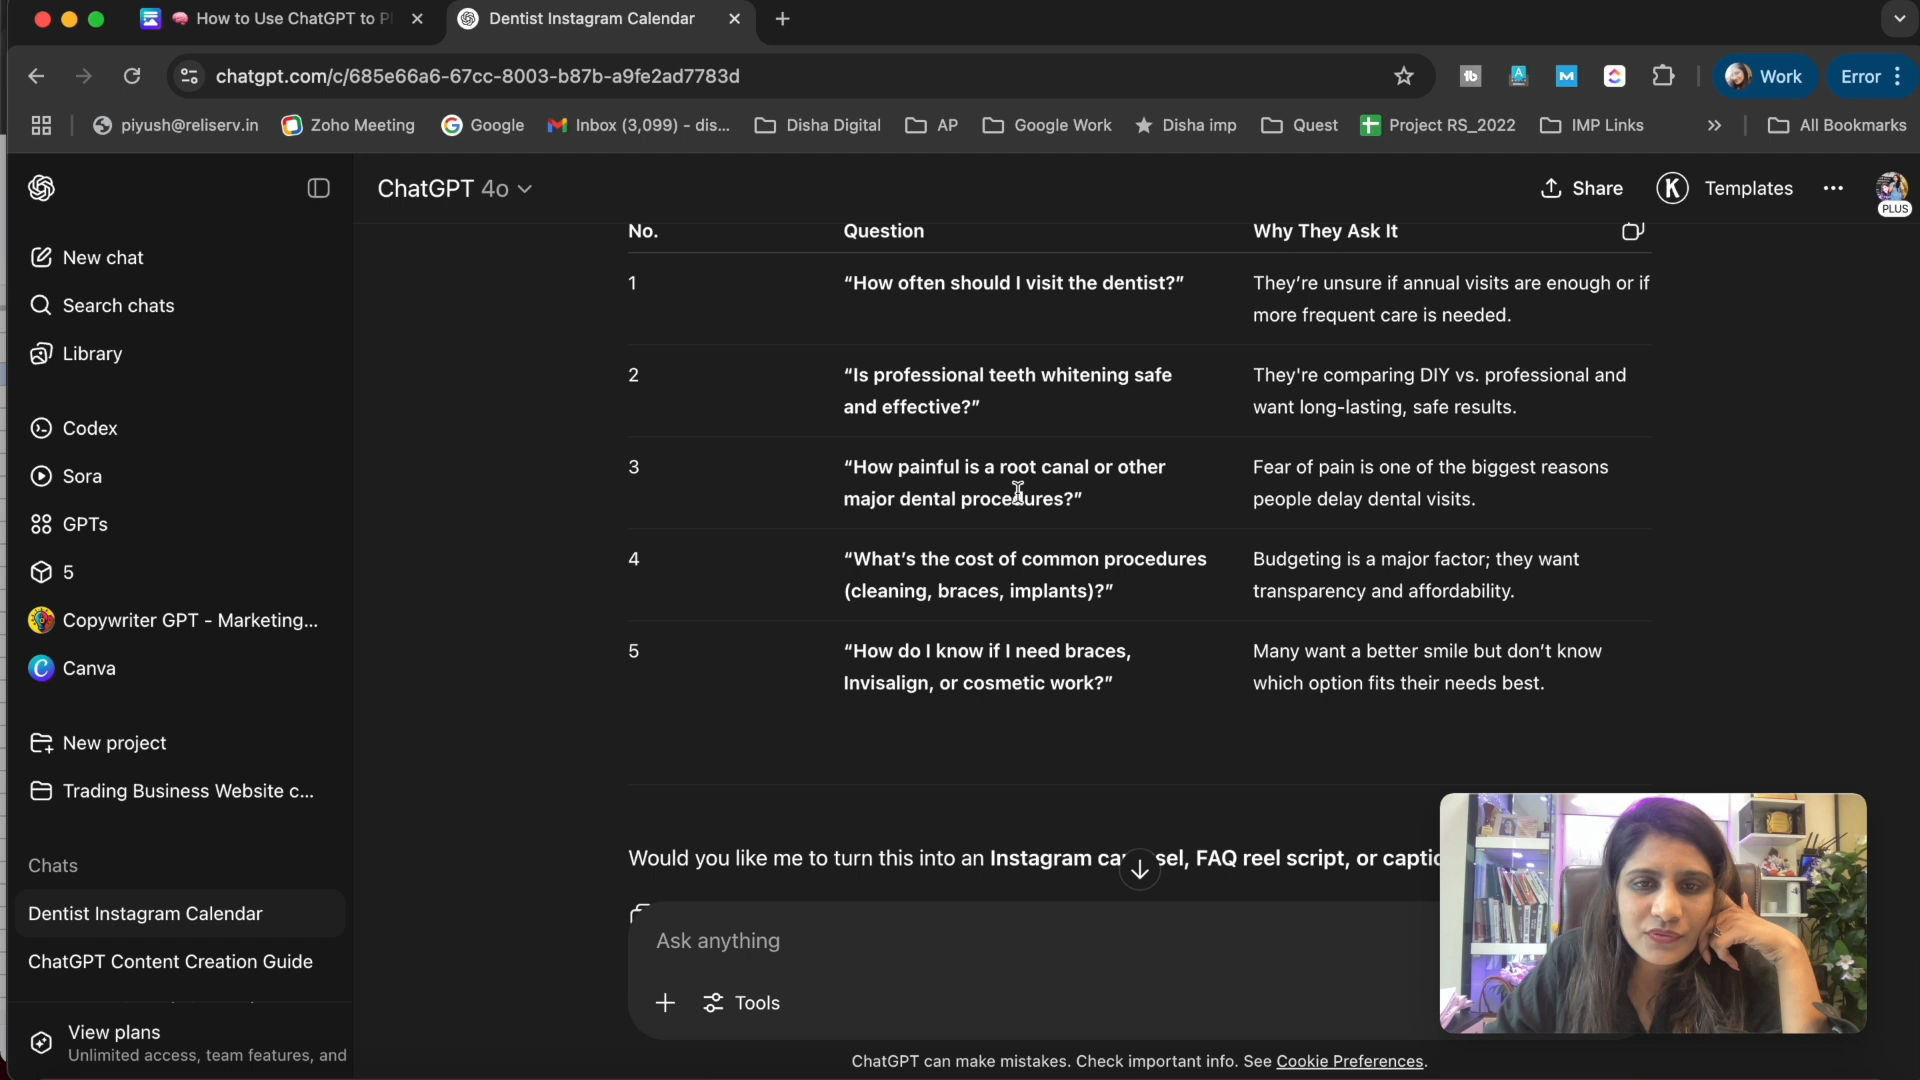 🧠 How to Use ChatGPT to Pl
Dentist Instagram Calendar
chatgpt.com/c/685e66a6-67cc-8003-b87b-a9fe2ad7783d
Work
Error
piyush@reliserv.in
Zoho Meeting
Google
Inbox (3,099) - dis...
Disha Digital
AP
Google Work
Disha imp
Quest
Project RS_2022
IMP Links
All Bookmarks
ChatGPT 4o
Share
Templates
PLUS
New chat
Search chats
Library
Codex
Sora
GPTs
5
Copywriter GPT - Marketing...
Canva
New project
Trading Business Website c...
Chats
Dentist Instagram Calendar
ChatGPT Content Creation Guide
View plans
Unlimited access, team features, and
No. Question Why They Ask It
1 “How often should I visit the dentist?” They’re unsure if annual visits are enough or if
more frequent care is needed.
2 “Is professional teeth whitening safe They're comparing DIY vs. professional and
and effective?” want long-lasting, safe results.
3 “How painful is a root canal or other Fear of pain is one of the biggest reasons
major dental procedures?” people delay dental visits.
4 “What’s the cost of common procedures Budgeting is a major factor; they want
(cleaning, braces, implants)?” transparency and affordability.
5 “How do I know if I need braces, Many want a better smile but don’t know
Invisalign, or cosmetic work?” which option fits their needs best.
Would you like me to turn this into an Instagram ca sel, FAQ reel script, or captio
Ask anything
Tools
ChatGPT can make mistakes. Check important info. See Cookie Preferences.